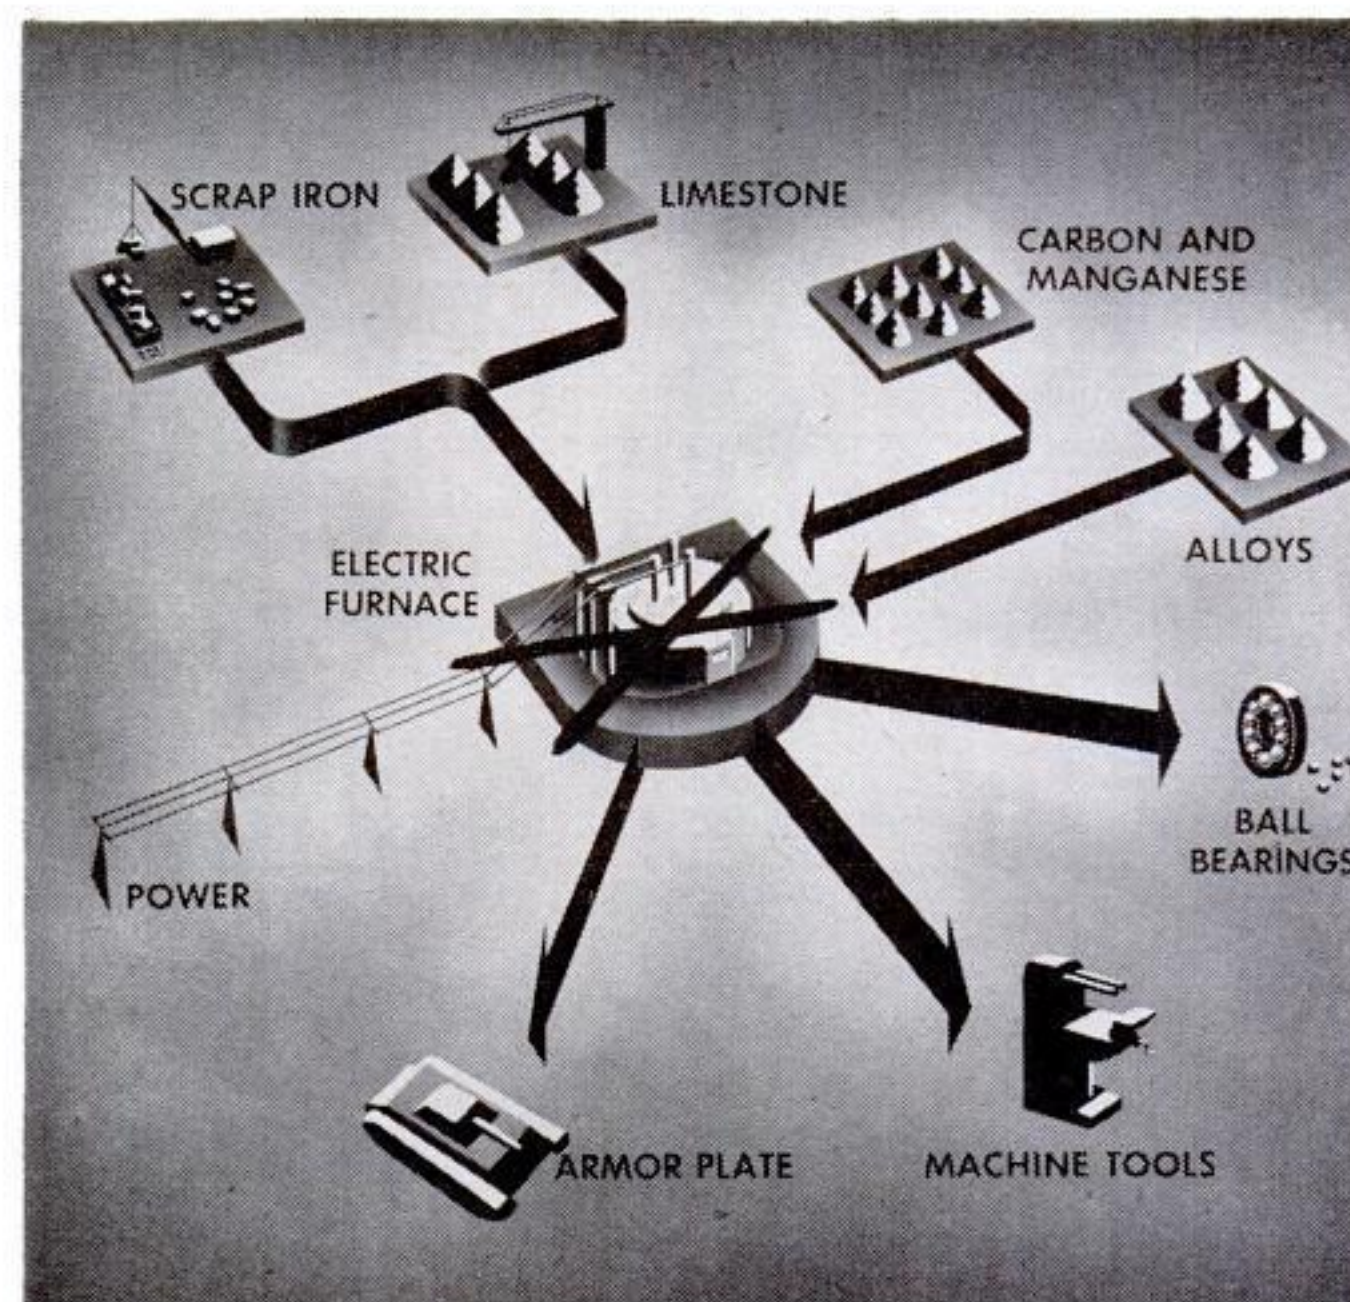 SCRAP IRON
LIMESTONE
CARBON AND
MANGANESE
ALLOYS
ELECTRIC
FURNACE
POWER
BALL
BEARINGS
ARMOR PLATE
MACHINE TOOLS